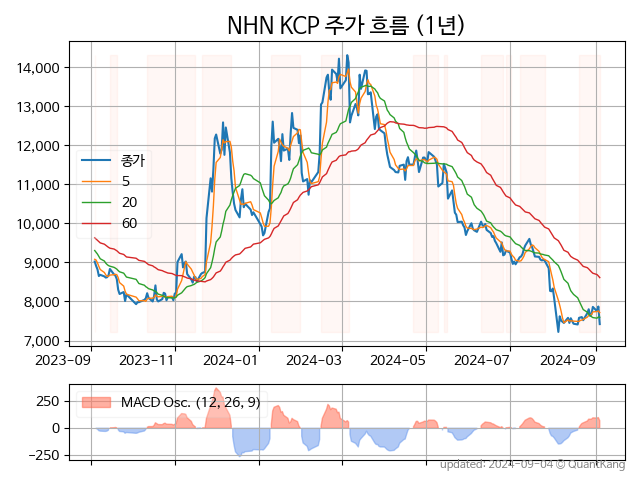 NHN KCP 주가 흐름 (1년)
14,000
13,000
12,000
11,000
10,000
9,000
8,000
7,000
종가
5
20
60
2023-09 2023-11 2024-01 2024-03 2024-05 2024-07 2024-09
250
0
−250
MACD Osc. (12, 26, 9)
updated: 2024-09-04 © QuantKang